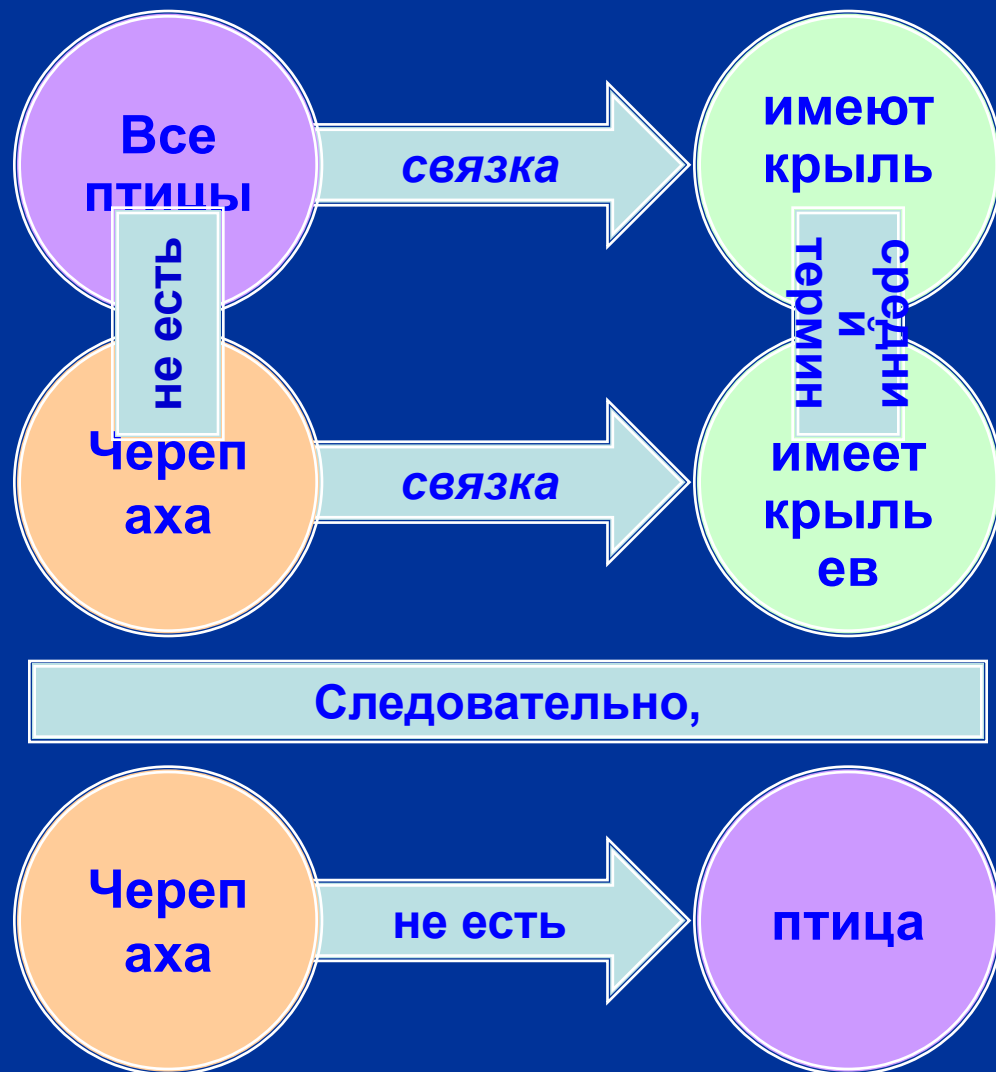 Все
птицы
связка
имеют
крыль
не есть
средни
й
термин
Череп
аха
связка
имеет
крыль
ев
Следовательно,
Череп
аха
не есть
птица